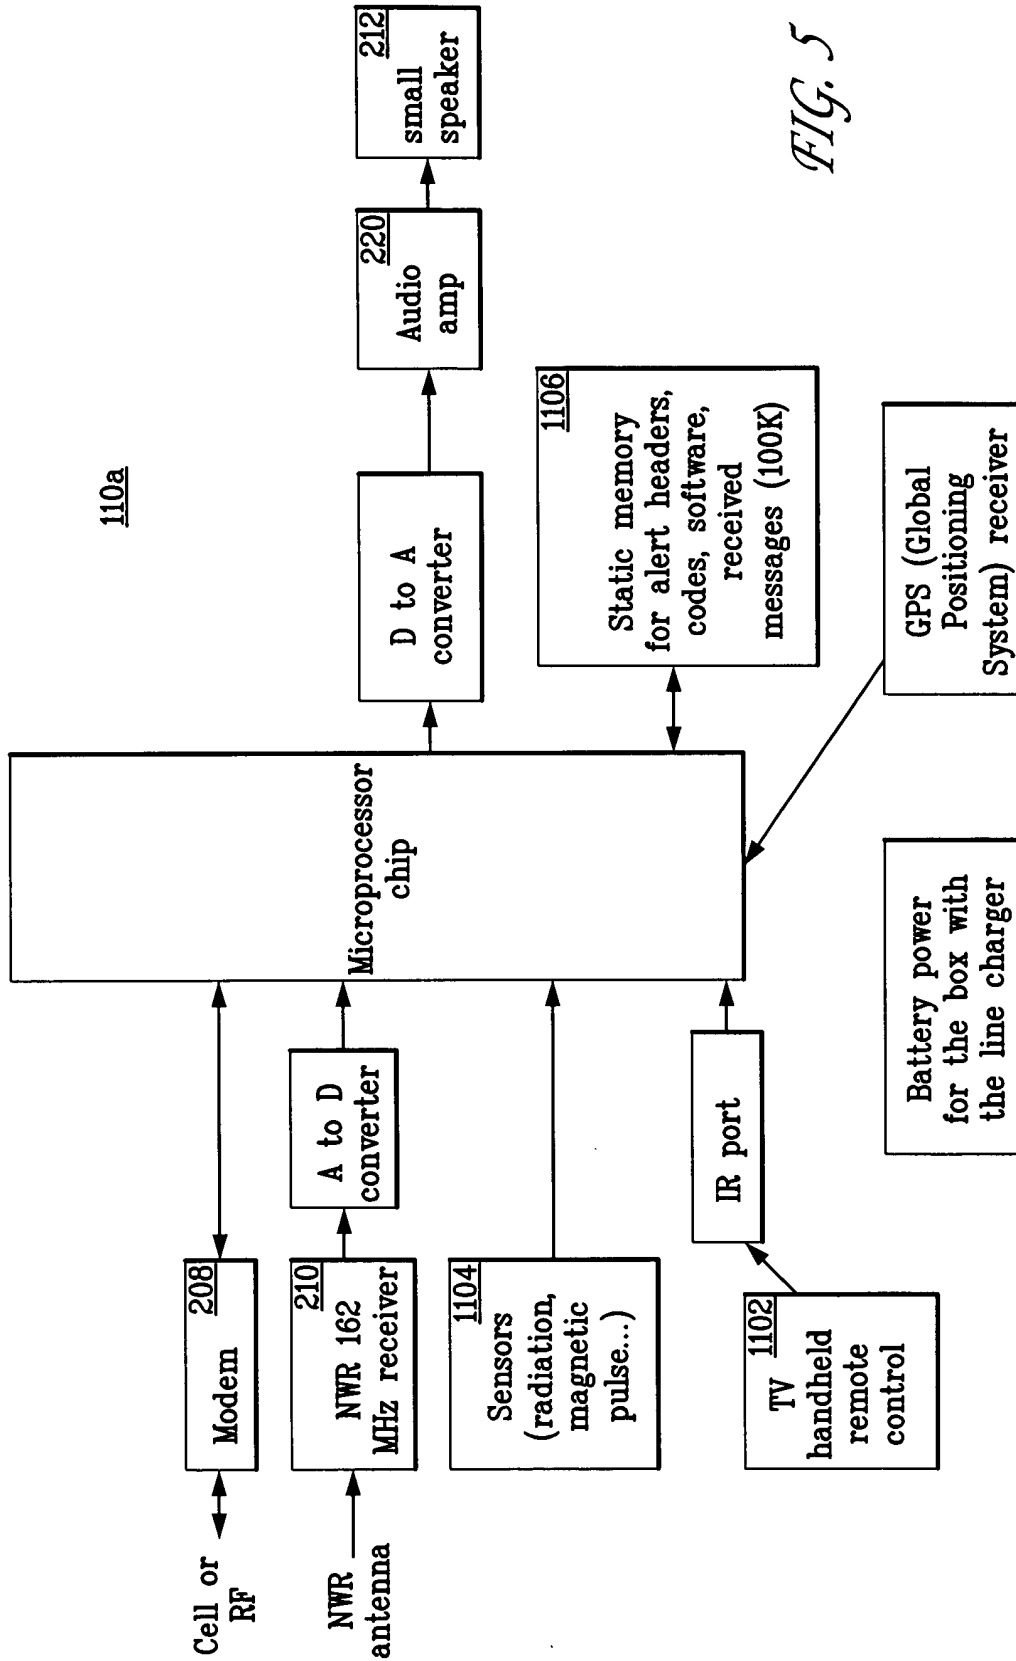 110a
Cell or
RF
208
Modem
NWR
antenna
210
NWR 162
MHz receiver
A to D
converter
1104
Sensors
(radiation,
magnetic
pulse...)
1102
TV
handheld
remote
control
IR port
Microprocessor
chip
D to A
converter
220
Audio
amp
212
small
speaker
1106
Static memory
for alert headers,
codes, software,
received
messages (100K)
GPS (Global
Positioning
System) receiver
Battery power
for the box with
the line charger
FIG. 5